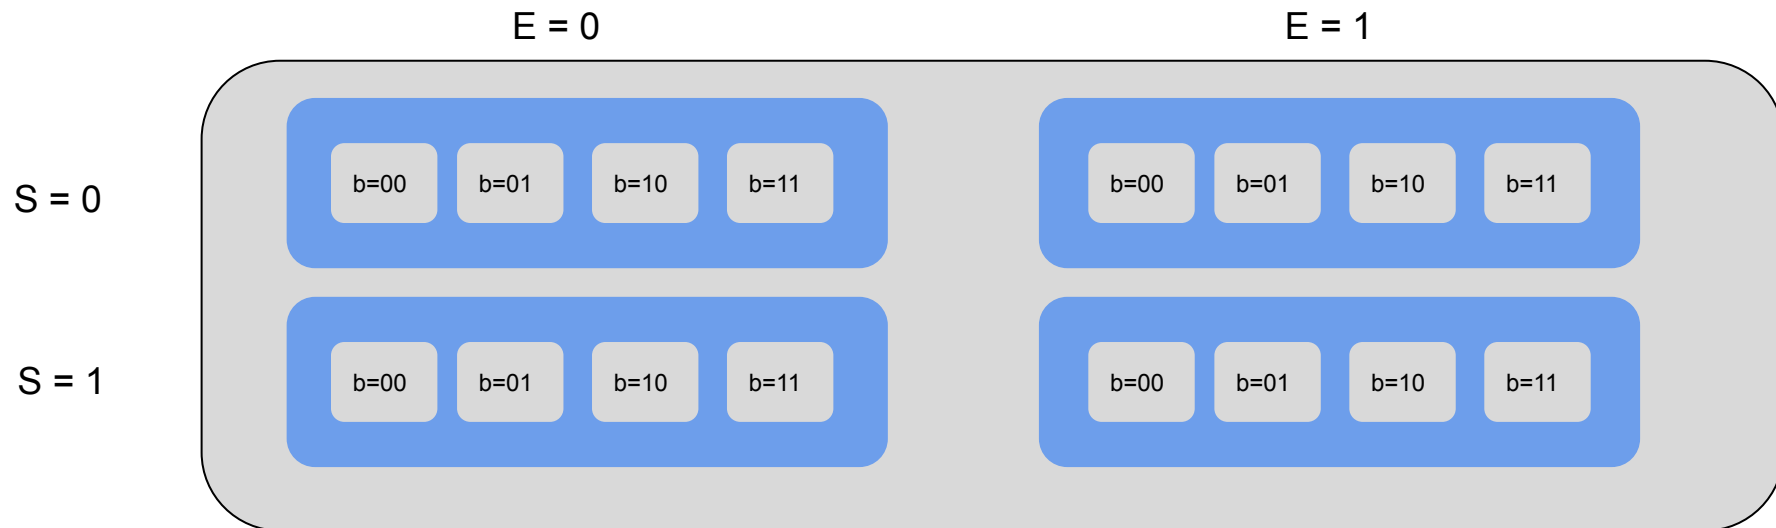 E = 0 E = 1
S = 0 b=00 b=01 b=10 b=11 b=00 b=01 b=10 b=11
S = 1 b=00 b=01 b=10 b=11 b=00 b=01 b=10 b=11